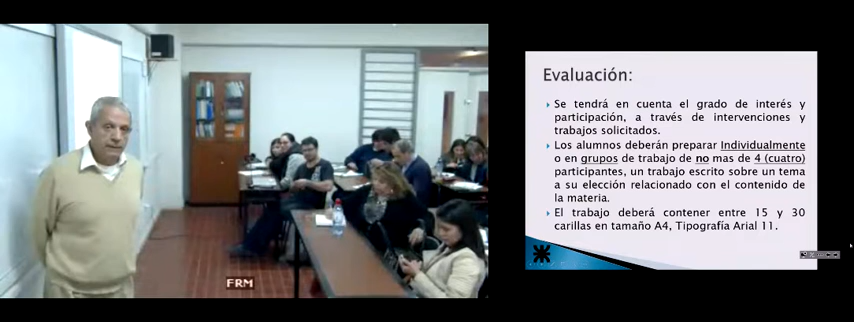 FRM
Evaluación:
Se tendrá en cuenta el grado de interés y
participación, a través de intervenciones y
trabajos solicitados.
Los alumnos deberán preparar Individualmente
o en grupos de trabajo de no mas de 4 (cuatro)
participantes, un trabajo escrito sobre un tema
a su elección relacionado con el contenido de
la materia.
El trabajo deberá contener entre 15 y 30
carillas en tamaño A4, Tipografía Arial 11.